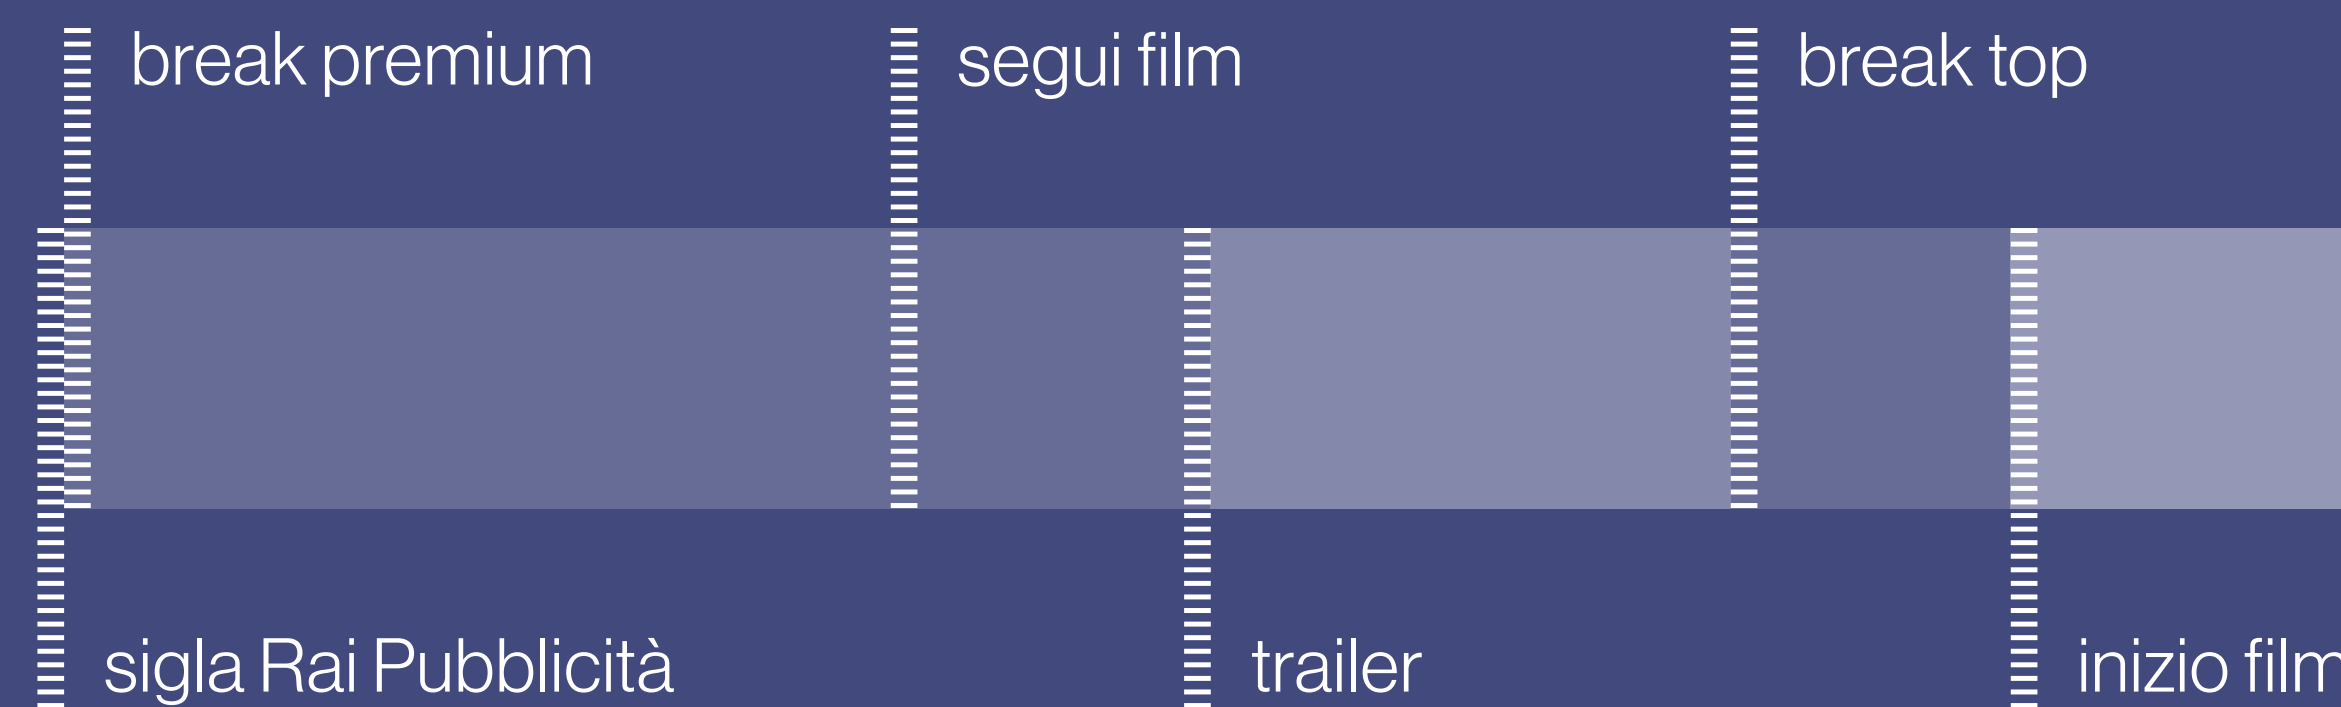 break premium
segui film
break top
sigla Rai Pubblicità
trailer
inizio film